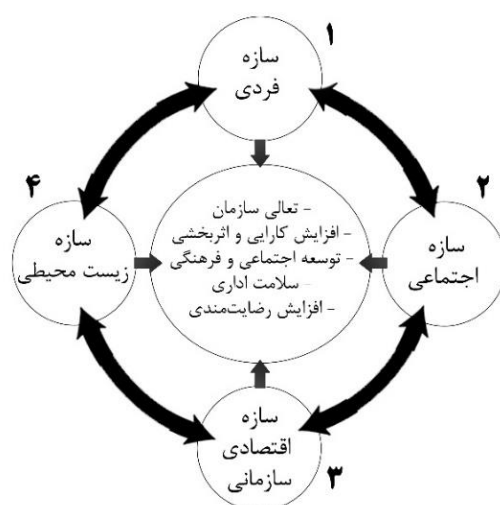 ۱
سازه
فردی
۲
سازه
اجتماعی
۳
سازه
اقتصادی
سازمانی
۴
سازه
زیست محیطی
- تعالی سازمان
- افزایش کارایی و اثربخشی
- توسعه اجتماعی و فرهنگی
- سلامت اداری
- افزایش رضایت‌مندی